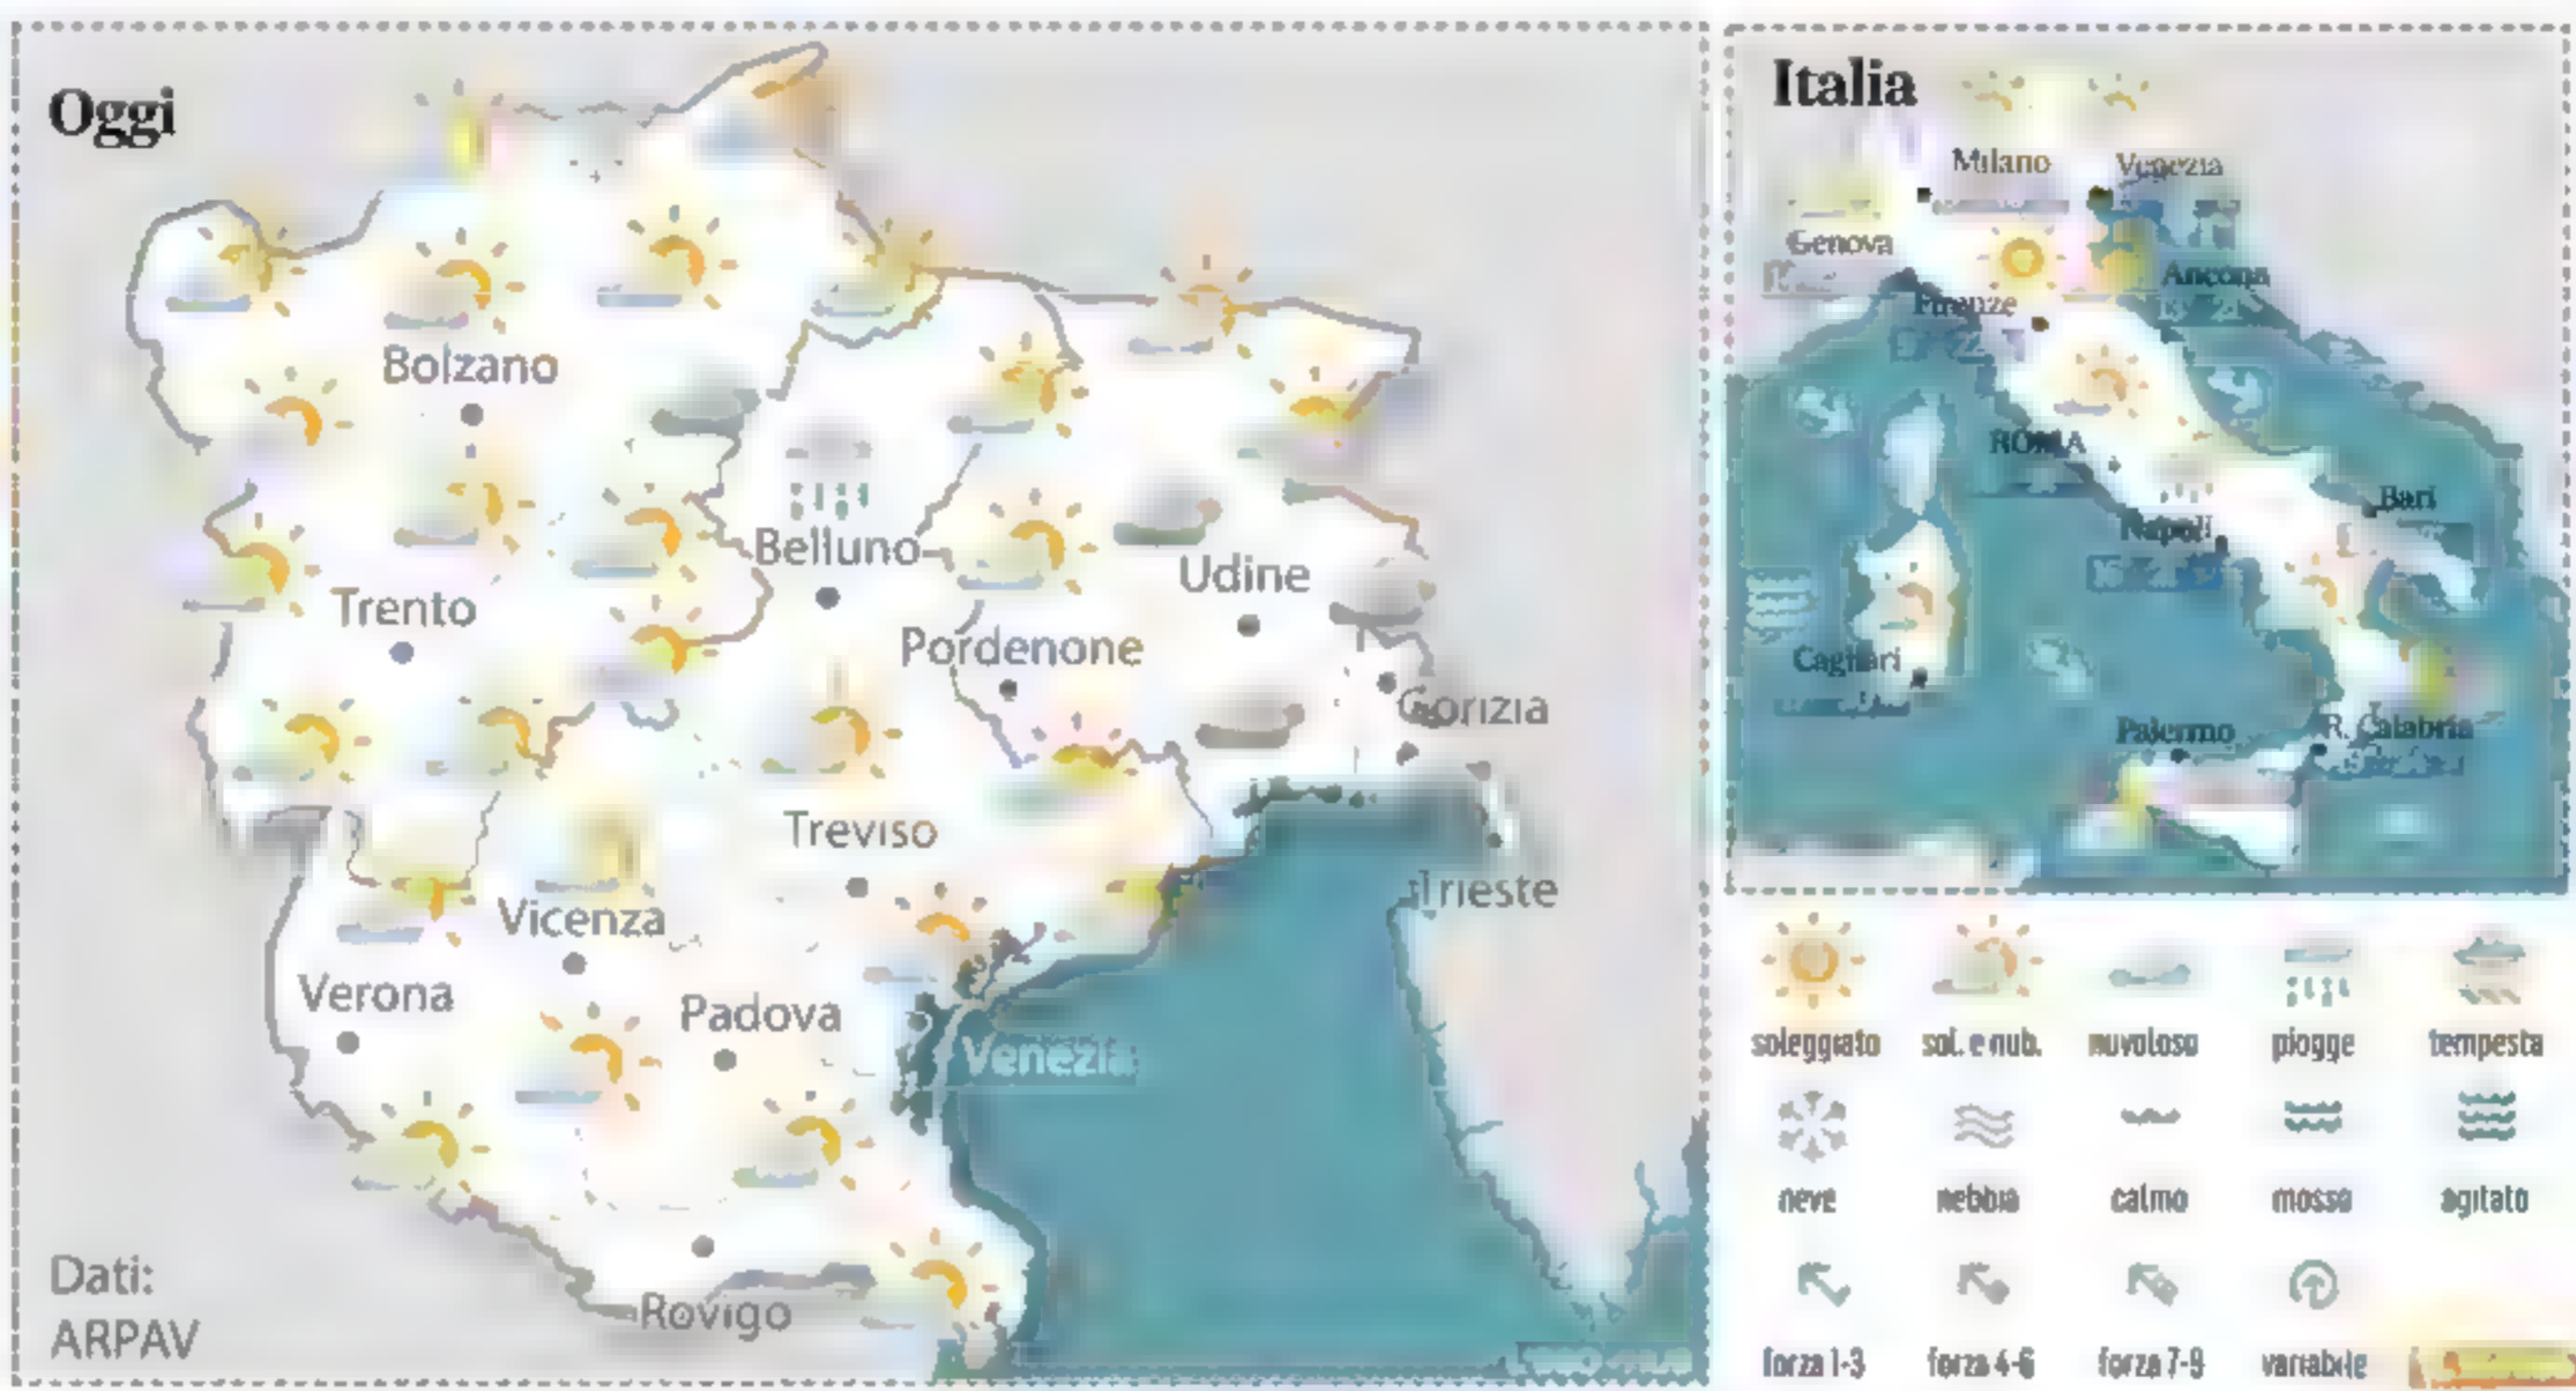 Oggi
Bolzano
Belluno
Udine
Trento
Pordenone
Gorizia
Treviso
Trieste
Vicenza
Verona
Padova
Venezia
Rovigo
Dati:
ARPAV
Italia
Milano
Venezia
Genova
Ancona
Firenze
ROMA
Bari
Napoli
Cagliari
Palermo
R. Calabria
soleggiato
sol. e nub.
nuvoloso
piogge
tempesta
neve
nebbia
calmo
mosso
agitato
forza 1-3
forza 4-6
forza 7-9
variabile